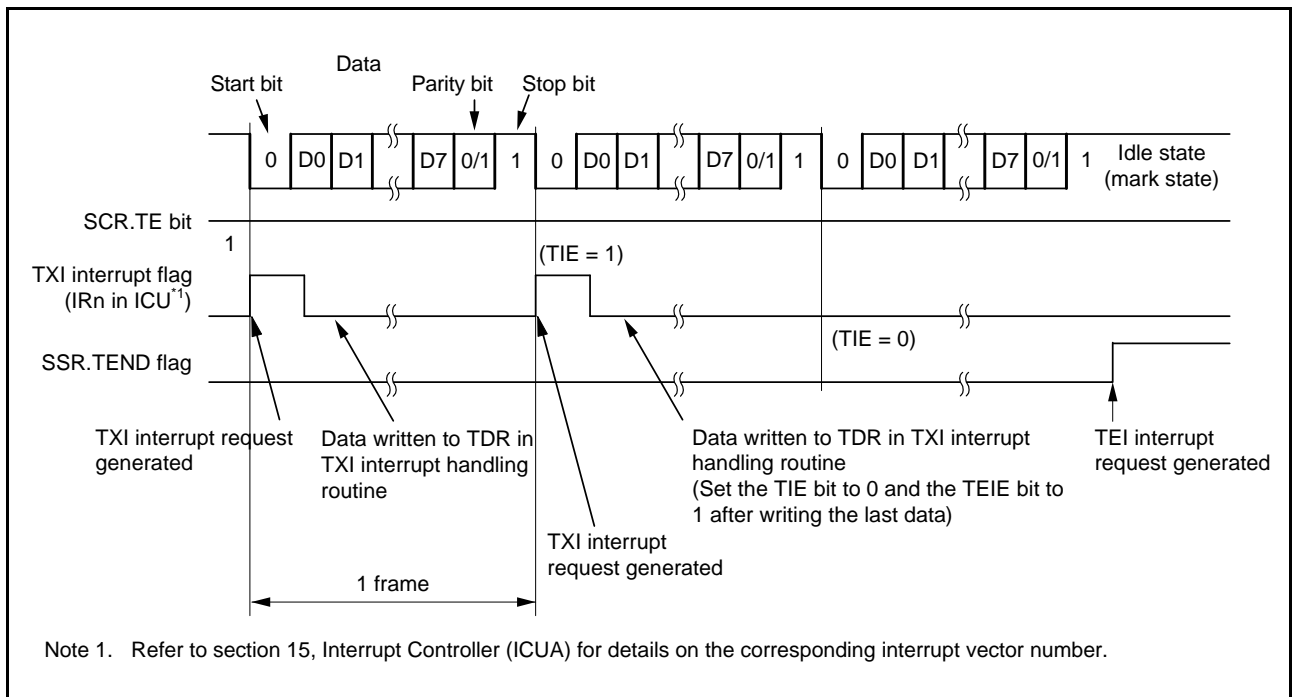 Data
Start bit
Parity bit
Stop bit
0 D0 D1 D7 0/1 1 0 D0 D1 D7 0/1 1 0 D0 D1 D7 0/1 1 Idle state
(mark state)
SCR.TE bit
1
(TIE = 1)
TXI interrupt flag
(IRn in ICU*1)
(TIE = 0)
SSR.TEND flag
TXI interrupt request
generated
Data written to TDR in
TXI interrupt handling
routine
Data written to TDR in TXI interrupt
handling routine
(Set the TIE bit to 0 and the TEIE bit to
1 after writing the last data)
TEI interrupt
request generated
TXI interrupt
request generated
1 frame
Note 1. Refer to section 15, Interrupt Controller (ICUA) for details on the corresponding interrupt vector number.